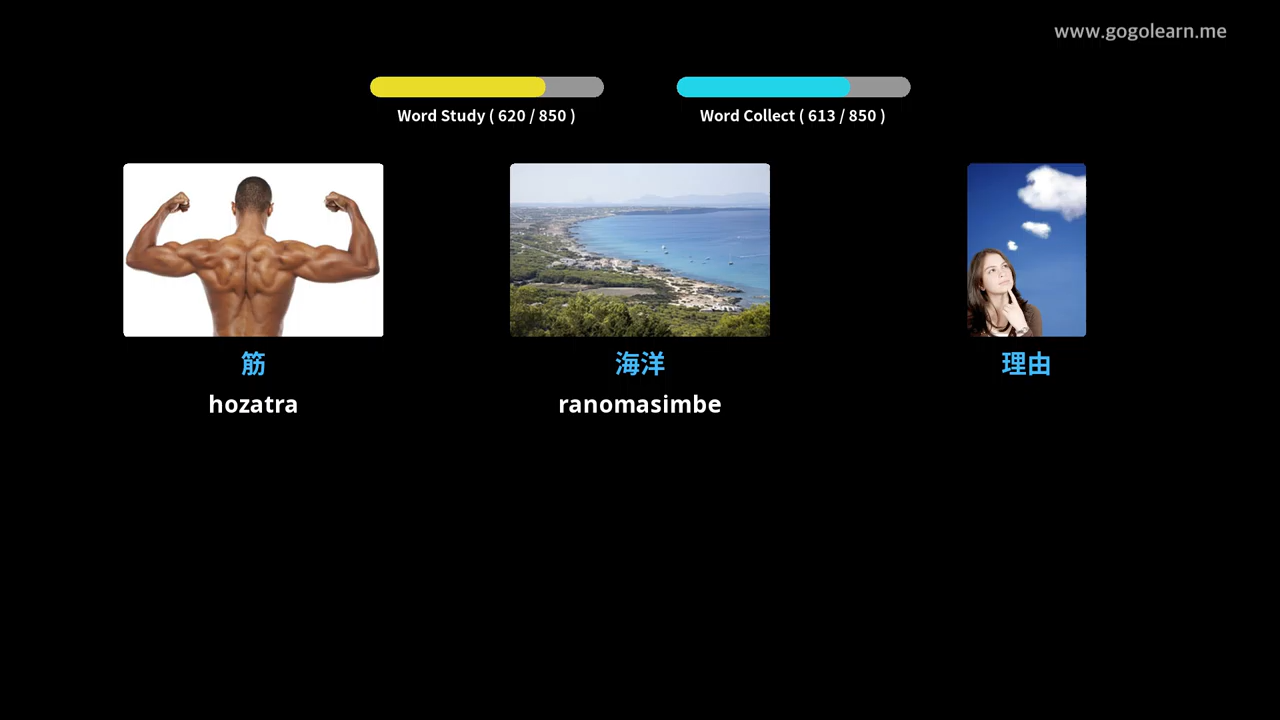 www.gogolearn.me
Word Study ( 620 / 850 )
Word Collect ( 613 / 850 )
筋
海洋
理由
hozatra
ranomasimbe